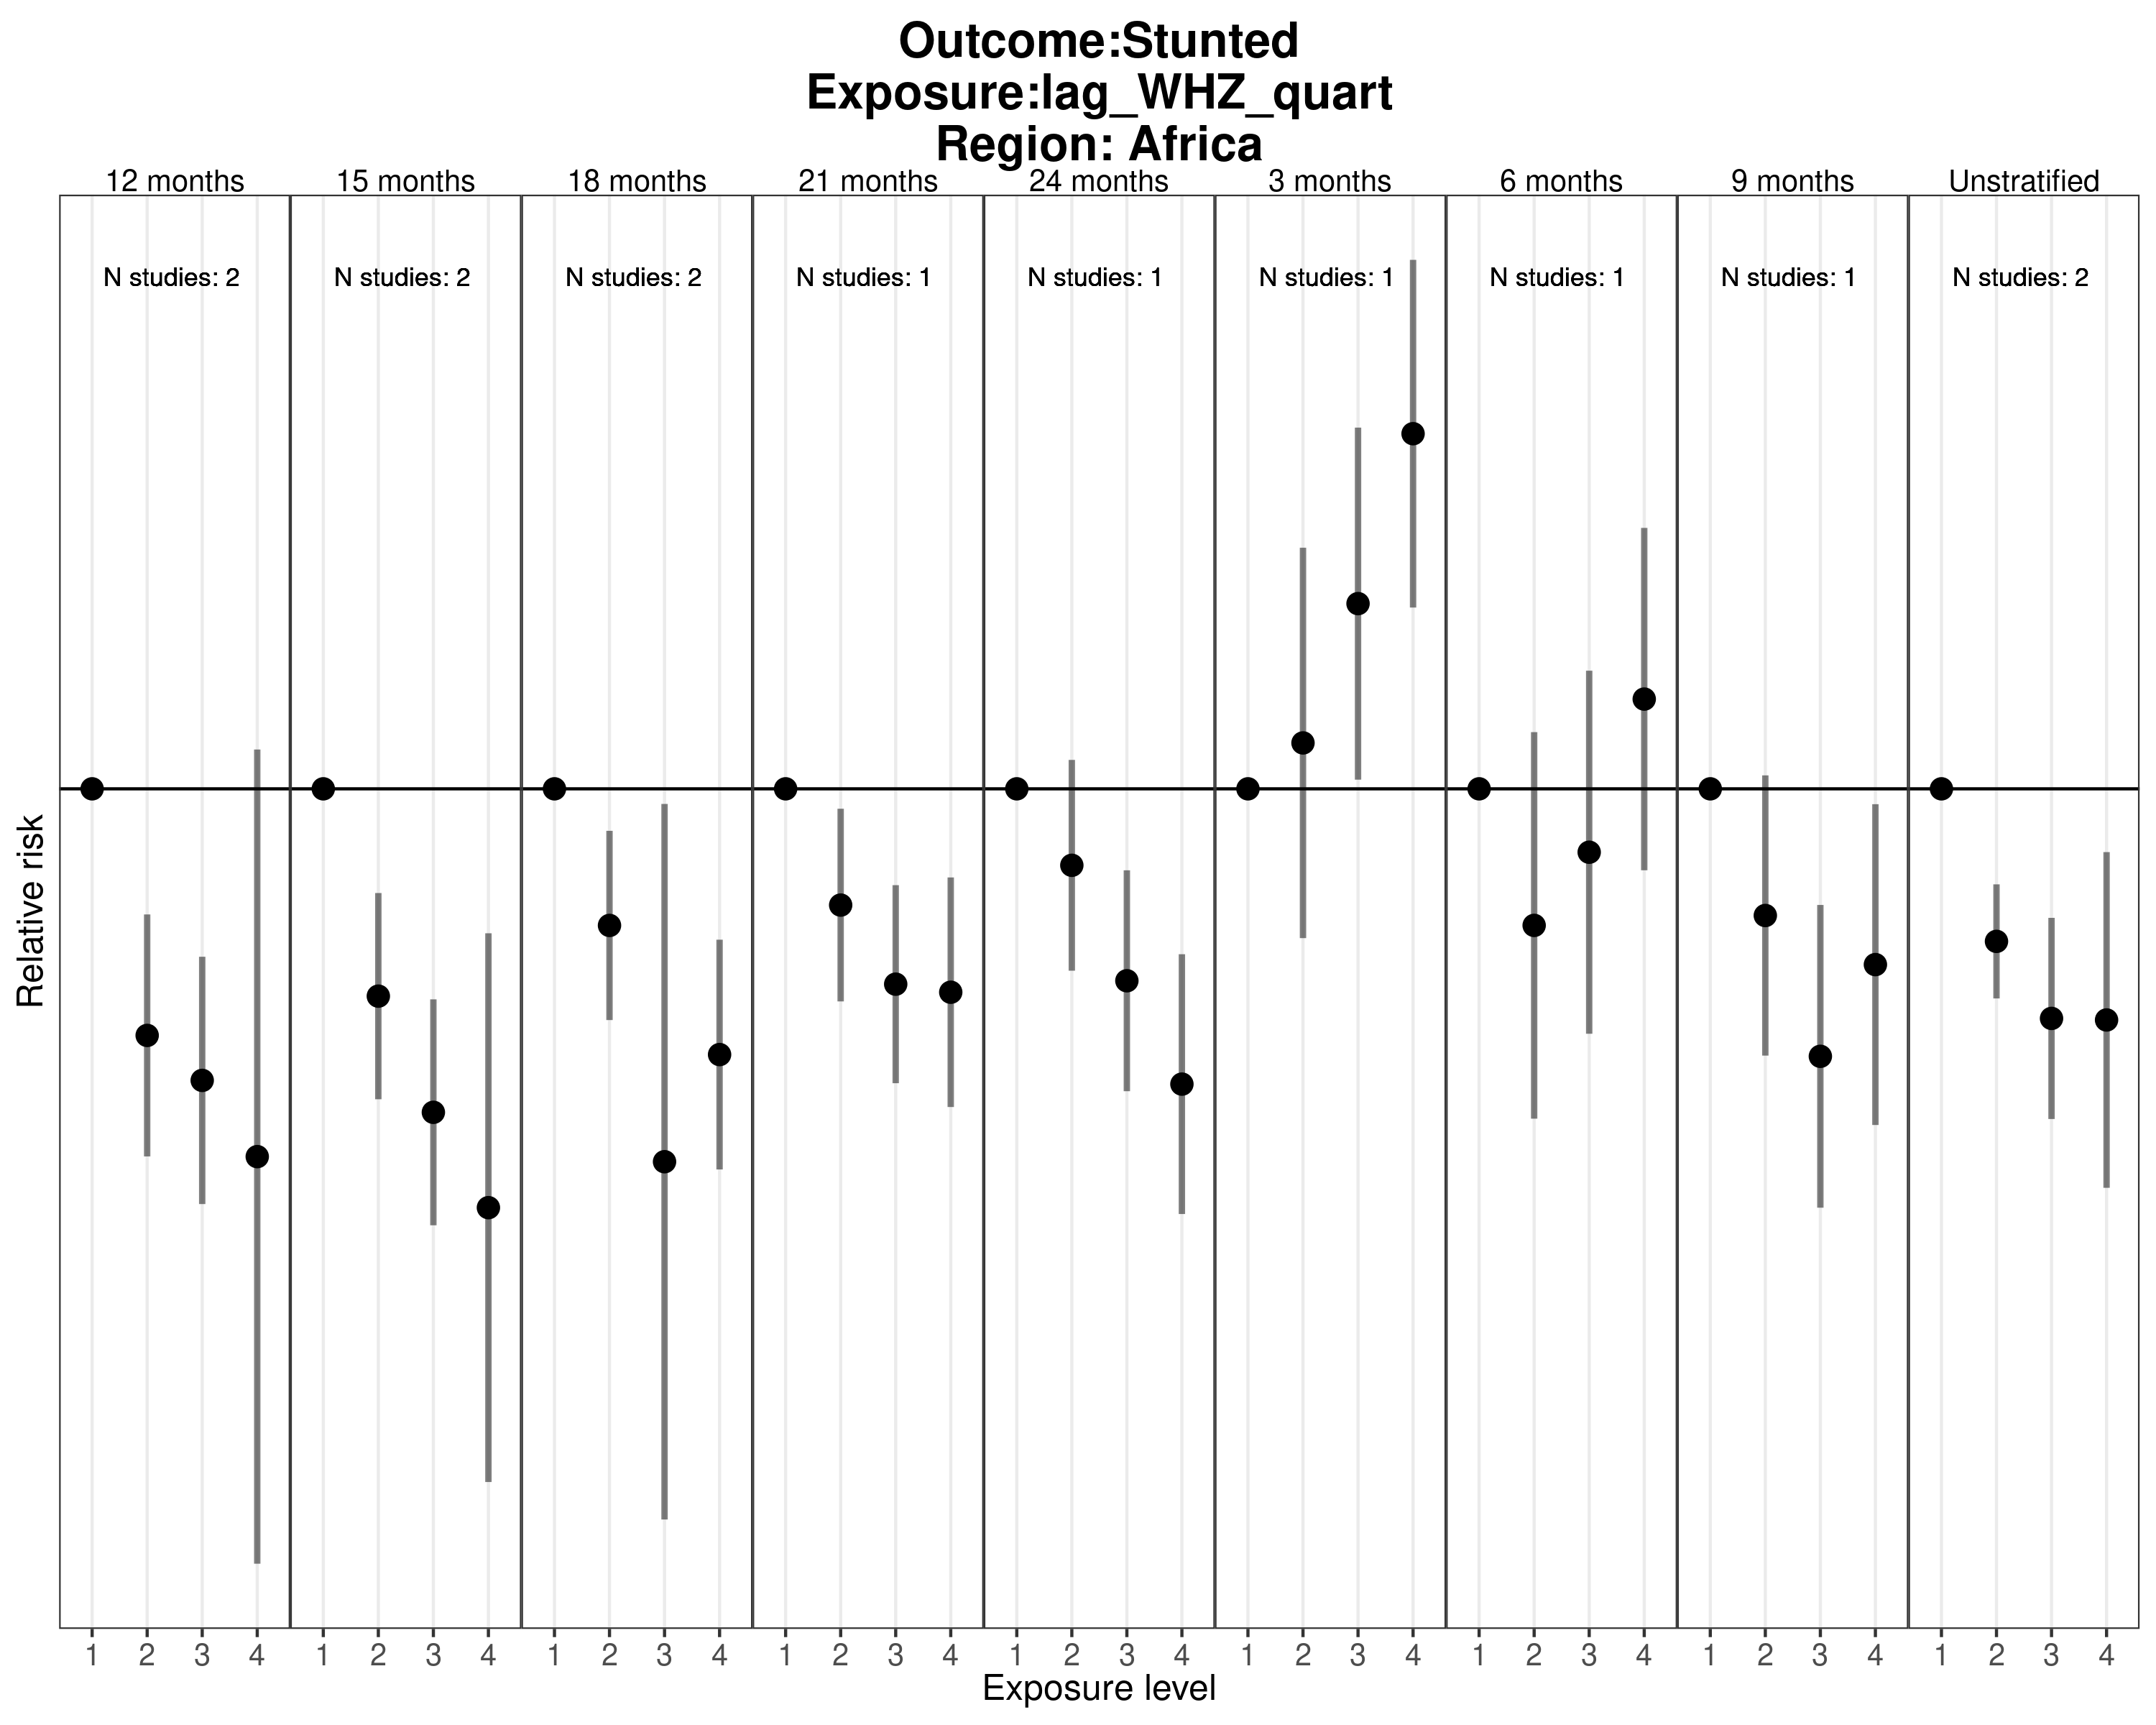 Outcome:Stunted
Exposure:lag_WHZ_quart
Region: Africa
12 months 15 months 18 months 21 months 24 months 3 months 6 months 9 months Unstratified
N studies: 2 N studies: 2 N studies: 2 N studies: 1 N studies: 1 N studies: 1 N studies: 1 N studies: 1 N studies: 2
Relative risk
1 2 3 4 1 2 3 4 1 2 3 4 1 2 3 4 1 2 3 4 1 2 3 4 1 2 3 4 1 2 3 4 1 2 3 4
Exposure level